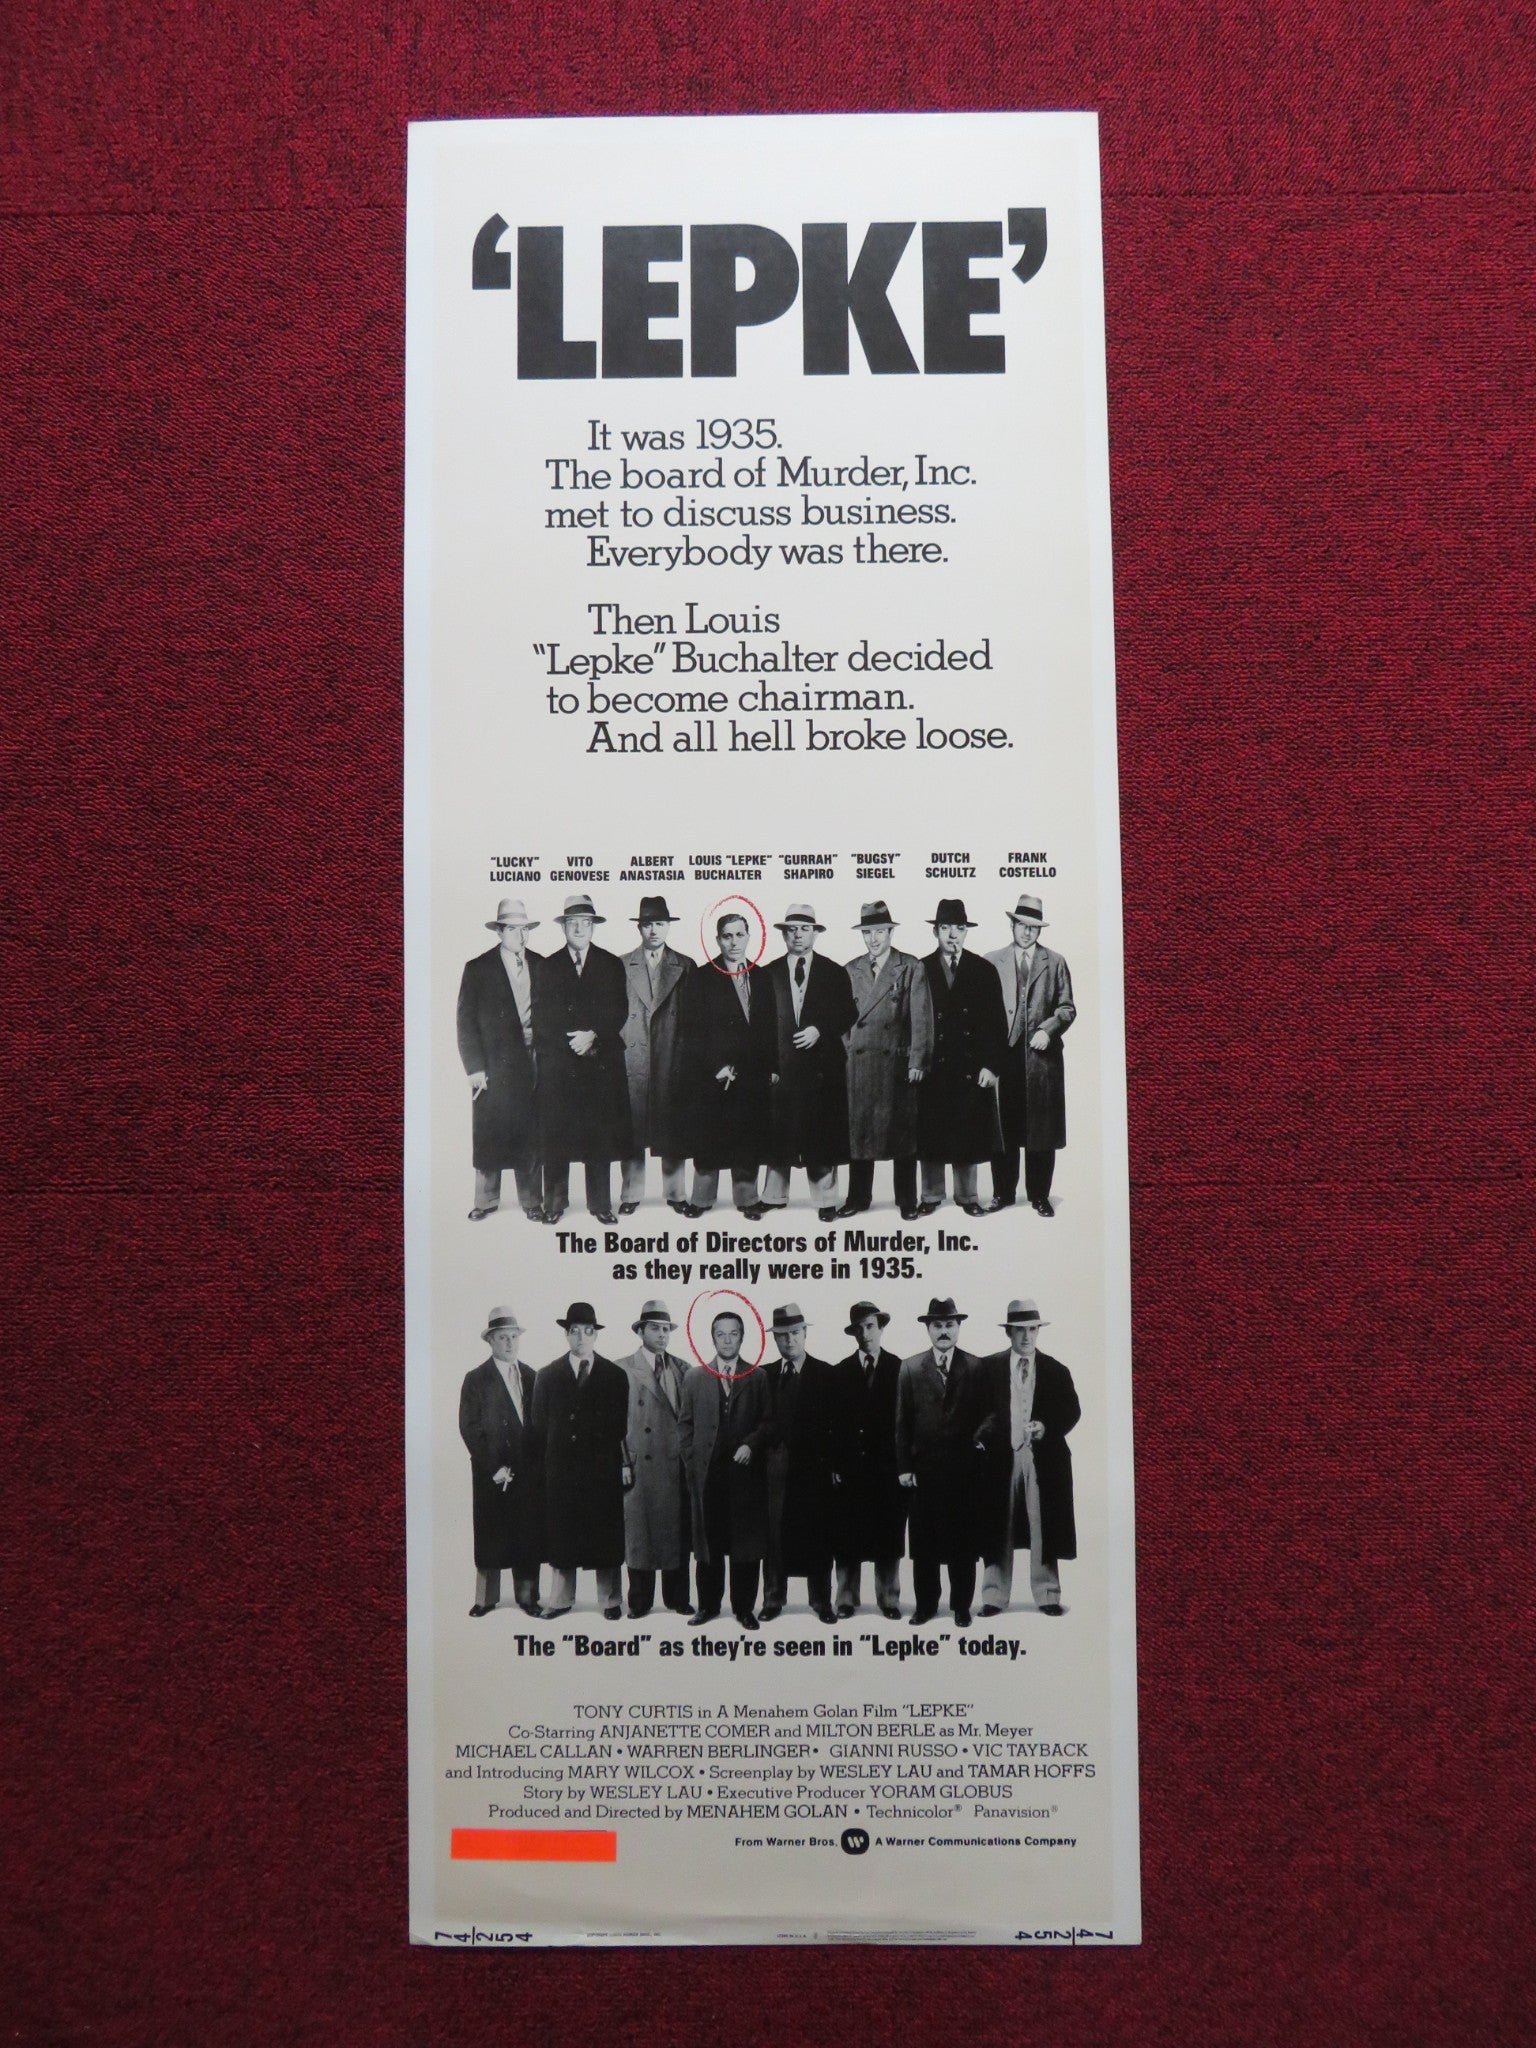 'LEPKE'
It was 1935.
The board of Murder, Inc.
met to discuss business.
Everybody was there.
Then Louis
"Lepke" Buchalter decided
to become chairman.
And all hell broke loose.
"LUCKY" LUCIANO
VITO GENOVESE
ALBERT ANASTASIA
LOUIS "LEPKE" BUCHALTER
"GURRAH" SHAPIRO
"BUGSY" SIEGEL
DUTCH SCHULTZ
FRANK COSTELLO
The Board of Directors of Murder, Inc.
as they really were in 1935.
The "Board" as they're seen in "Lepke" today.
TONY CURTIS in A Menahem Golan Film "LEPKE"
Co-Starring ANJANETTE COMER and MILTON BERLE as Mr. Meyer
MICHAEL CALLAN • WARREN BERLINGER • GIANNI RUSSO • VIC TAYBACK
and Introducing MARY WILCOX • Screenplay by WESLEY LAU and TAMAR HOFFS
Story by WESLEY LAU • Executive Producer YORAM GLOBUS
Produced and Directed by MENAHEM GOLAN • Technicolor® Panavision®
From Warner Bros. A Warner Communications Company
74/254
74/254